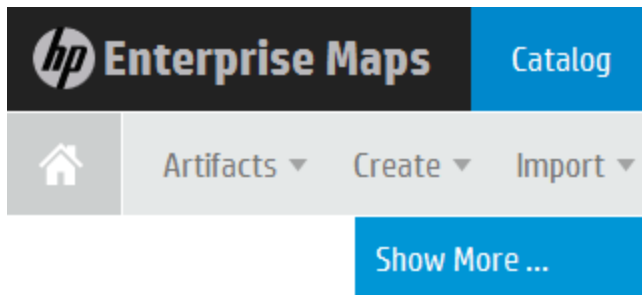 hp Enterprise Maps Catalog
Artifacts Create Import
Show More ...